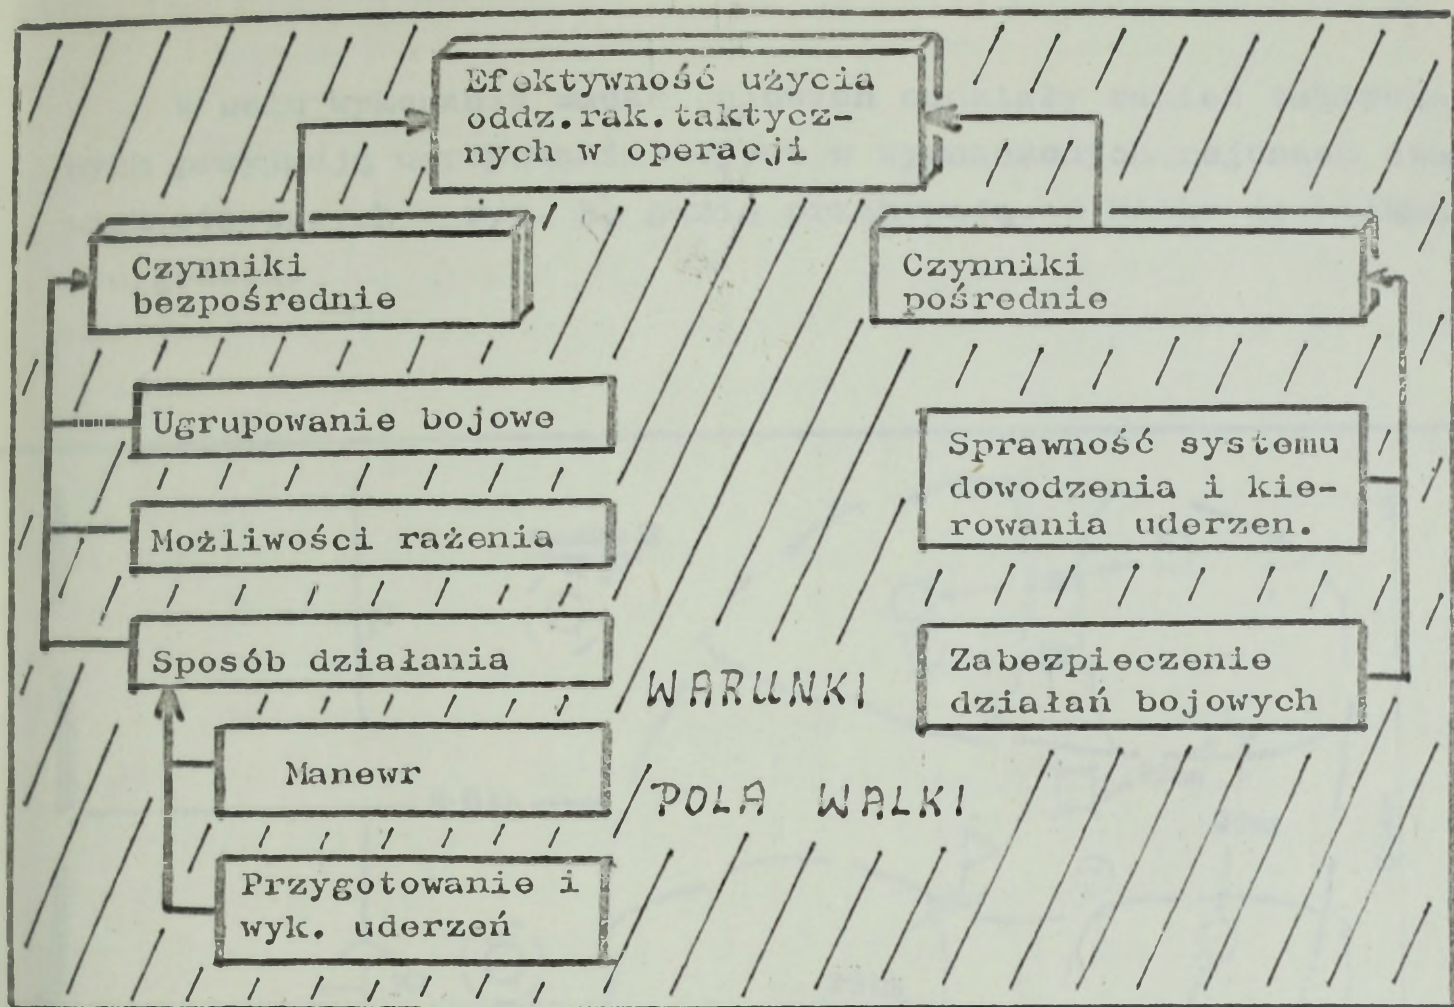 Efektywność użycia
oddz.rak.taktycz-
nych w operacji
Czynniki
bezpośrednie
Czynniki
pośrednie
Ugrupowanie bojowe
Możliwości rażenia
Sposób działania
Manewr
Przygotowanie i
wyk. uderzeń
Sprawność systemu
dowodzenia i kie-
rowania uderzen.
Zabezpieczenie
działań bojowych
WARUNKI
POLA WALKI